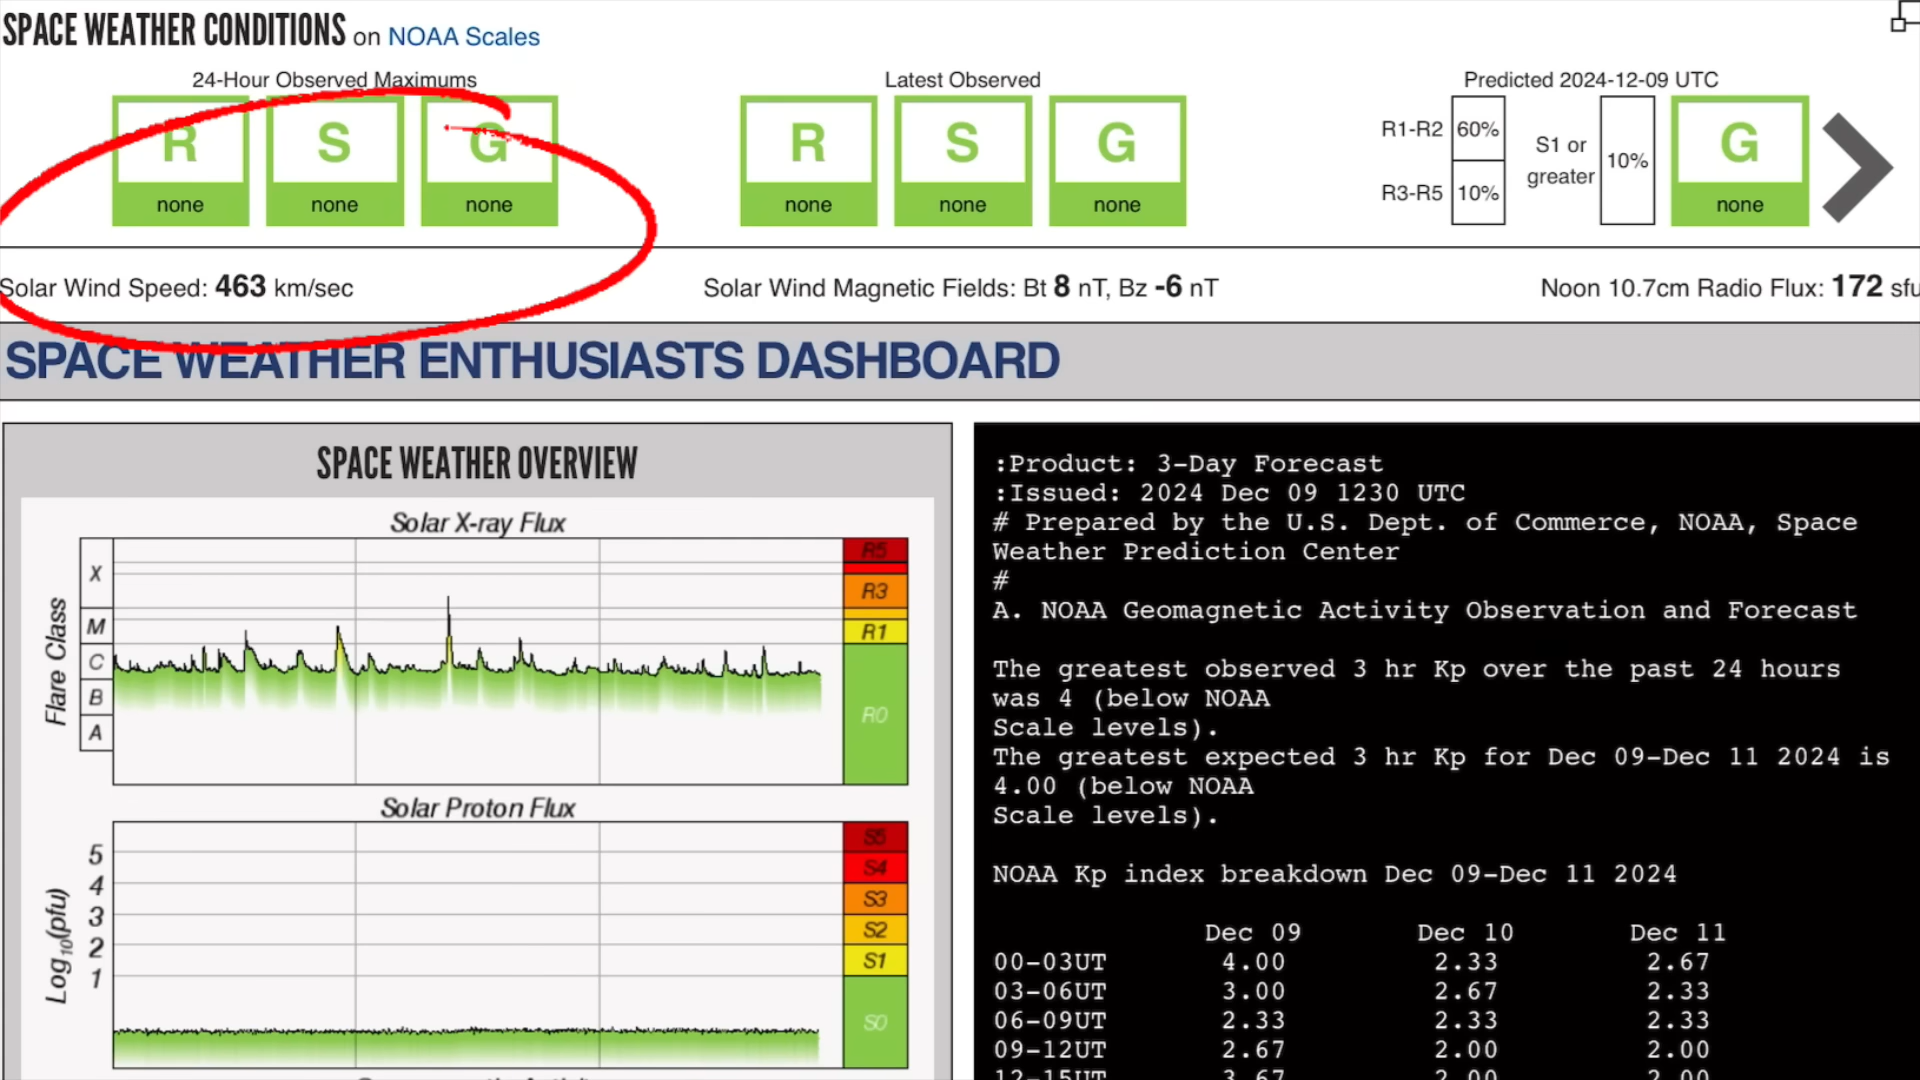 SPACE WEATHER CONDITIONS on NOAA Scales
24-Hour Observed Maximums
R
none
S
none
G
none
Latest Observed
R
none
S
none
G
none
Predicted 2024-12-09 UTC
R1-R2 60%
R3-R5 10%
S1 or
greater
10%
G
none
Solar Wind Speed: 463 km/sec
Solar Wind Magnetic Fields: Bt 8 nT, Bz -6 nT
Noon 10.7cm Radio Flux: 172 sfu
SPACE WEATHER ENTHUSIASTS DASHBOARD
SPACE WEATHER OVERVIEW
Solar X-ray Flux
Flare Class
X
M
C
B
A
R5
R3
R1
R0
Solar Proton Flux
Log10(pfu)
5
4
3
2
1
S5
S4
S3
S2
S1
S0
:Product: 3-Day Forecast
:Issued: 2024 Dec 09 1230 UTC
# Prepared by the U.S. Dept. of Commerce, NOAA, Space
Weather Prediction Center
#
A. NOAA Geomagnetic Activity Observation and Forecast
The greatest observed 3 hr Kp over the past 24 hours
was 4 (below NOAA
Scale levels).
The greatest expected 3 hr Kp for Dec 09-Dec 11 2024 is
4.00 (below NOAA
Scale levels).
NOAA Kp index breakdown Dec 09-Dec 11 2024
Dec 09 Dec 10 Dec 11
00-03UT 4.00 2.33 2.67
03-06UT 3.00 2.67 2.33
06-09UT 2.33 2.33 2.33
09-12UT 2.67 2.00 2.00
12-15UT 3.67 2.00 2.00